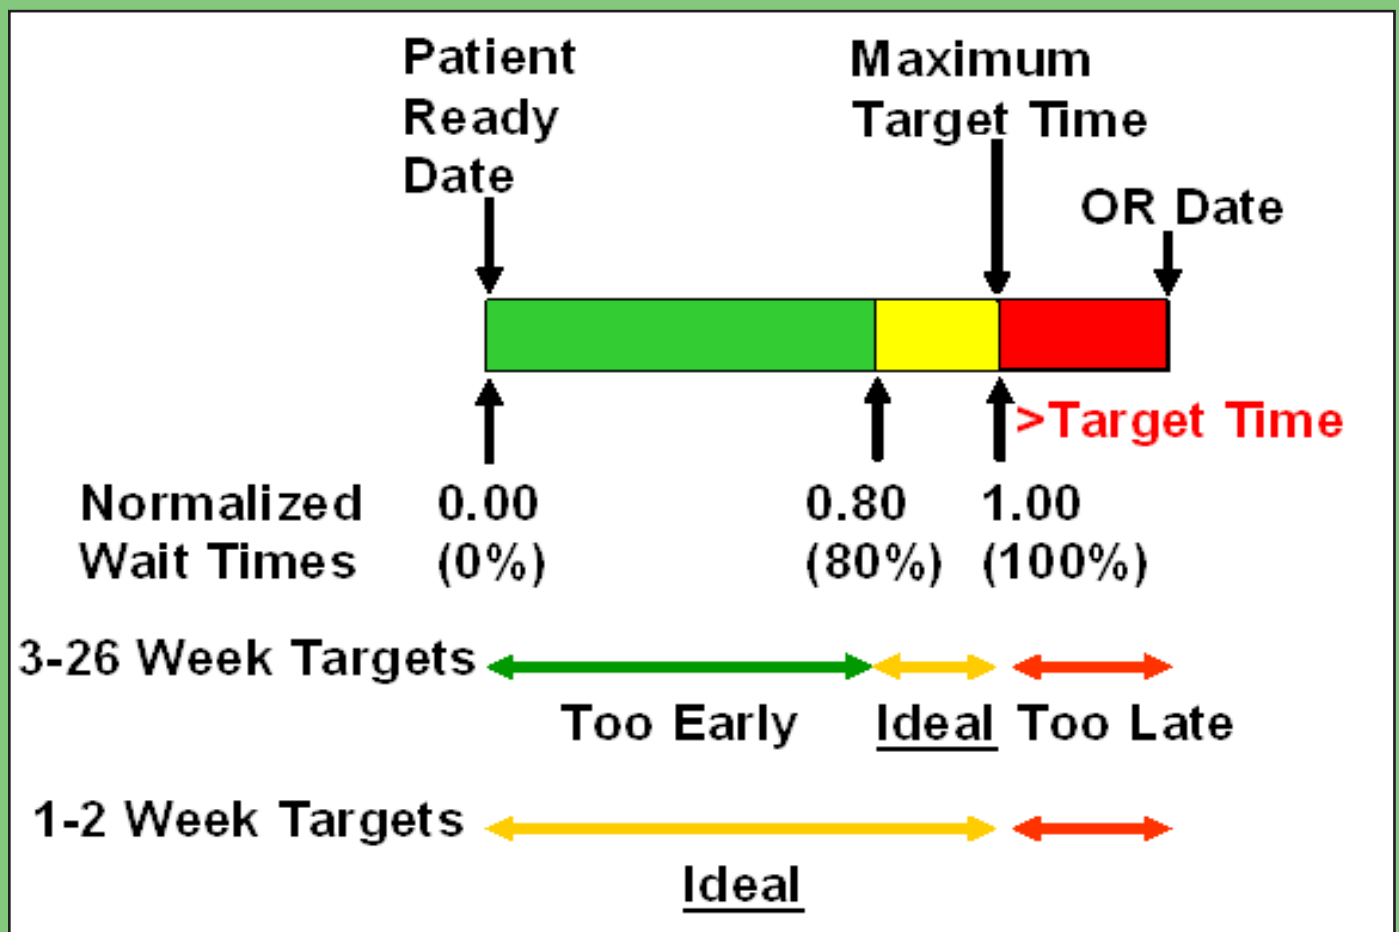 Patient
Ready
Date
Maximum
Target Time
OR Date
>Target Time
Normalized 0.00 0.80 1.00
Wait Times (0%) (80%) (100%)
3-26 Week Targets
Too Early Ideal Too Late
1-2 Week Targets
Ideal